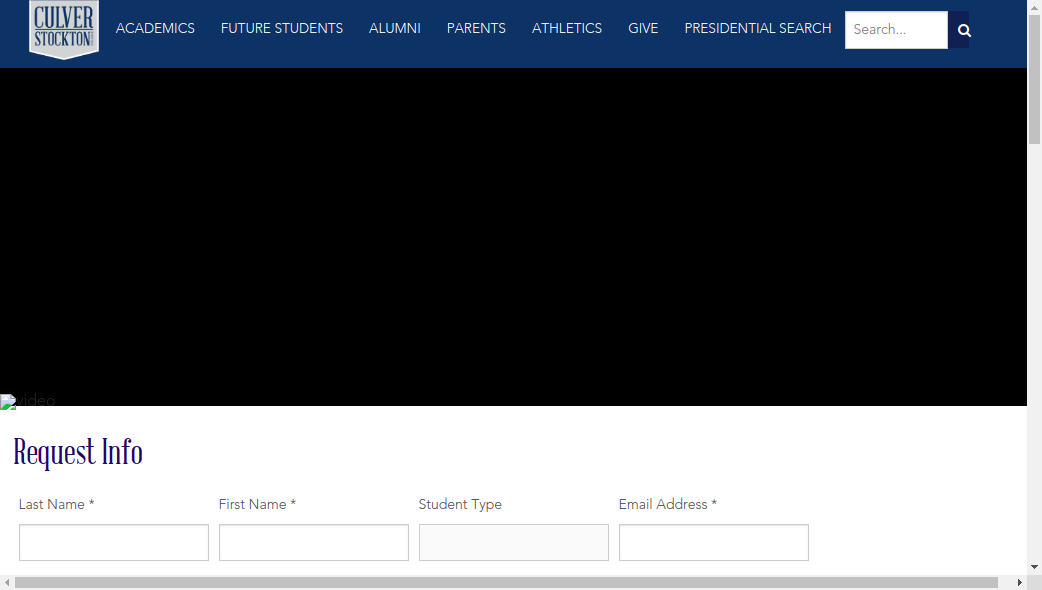 CULVER
STOCKTON
ACADEMICS FUTURE STUDENTS ALUMNI PARENTS ATHLETICS GIVE PRESIDENTIAL SEARCH Search...
video
Request Info
Last Name * First Name * Student Type Email Address *